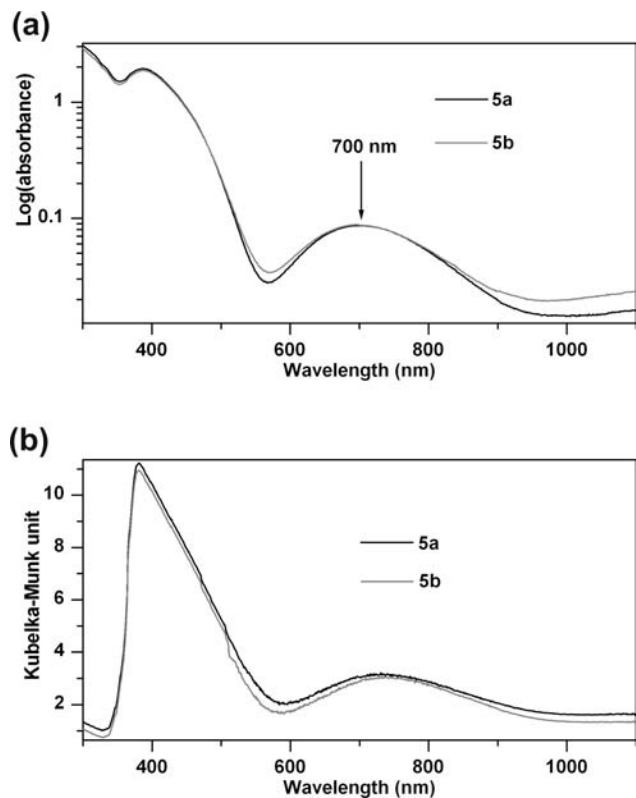 (a)
Log(absorbance)
1
0.1
5a
5b
700 nm
400 600 800 1000
Wavelength (nm)
(b)
Kubelka-Munk unit
10
8
6
4
2
5a
5b
400 600 800 1000
Wavelength (nm)